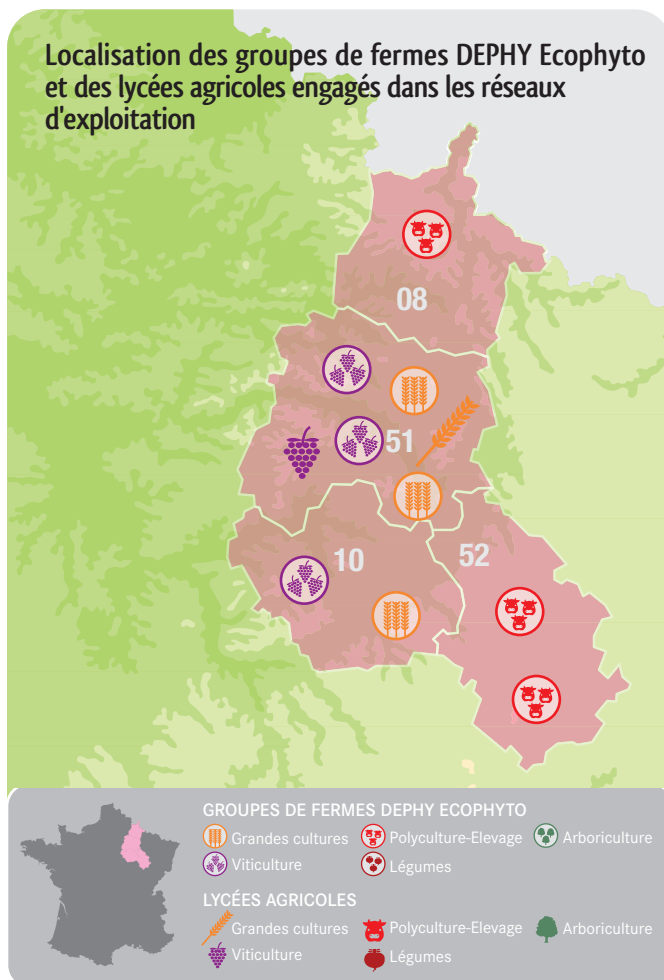 Localisation des groupes de fermes DEPHY Ecophyto
et des lycées agricoles engagés dans les réseaux
d'exploitation
08
51
10
52
GROUPES DE FERMES DEPHY ECOPHYTO
Grandes cultures
Polyculture-Elevage
Arboriculture
Viticulture
Légumes
LYCÉES AGRICOLES
Grandes cultures
Polyculture-Elevage
Arboriculture
Viticulture
Légumes